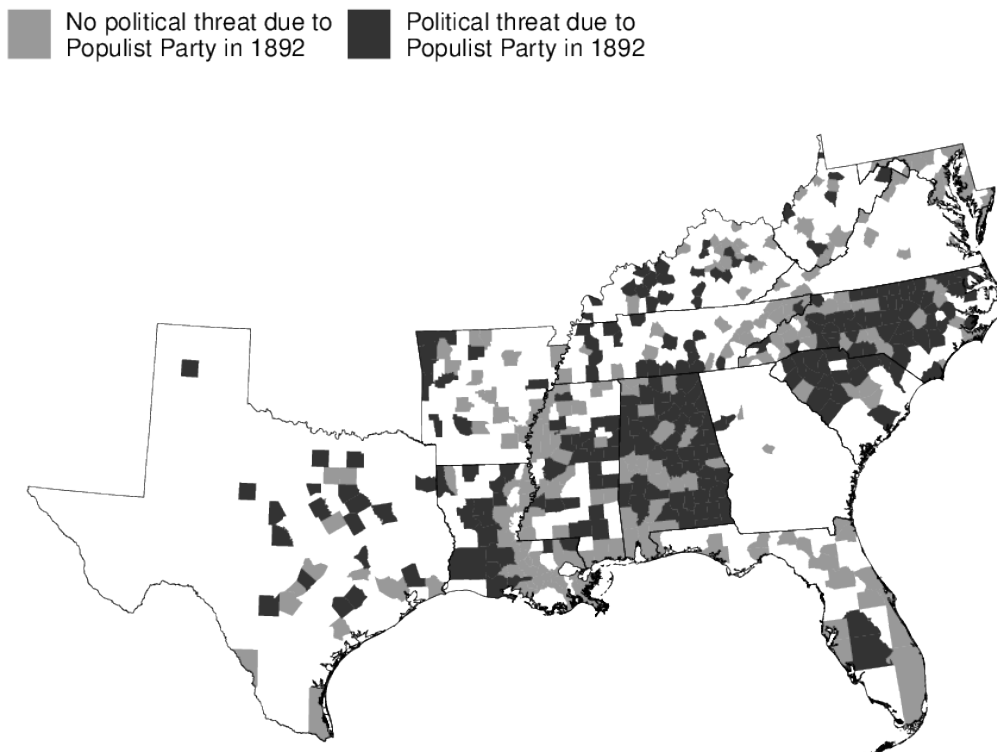 No political threat due to
Populist Party in 1892
Political threat due to
Populist Party in 1892